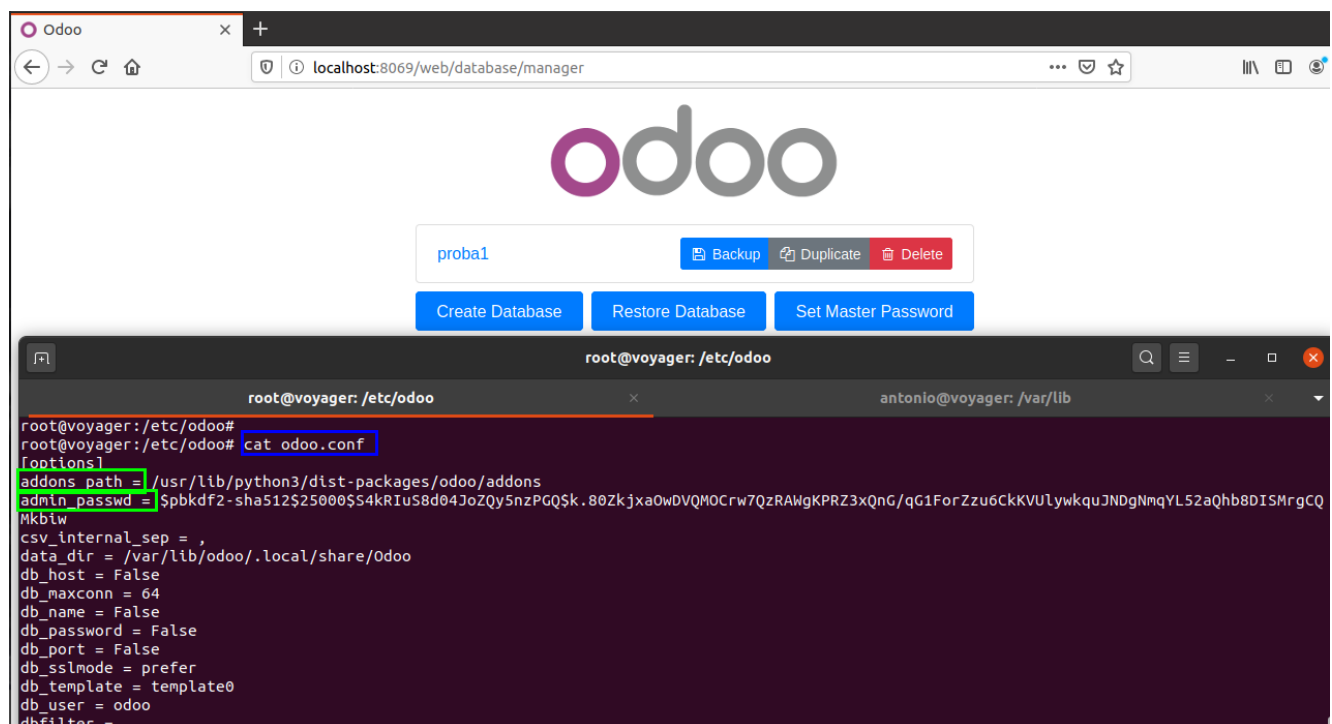 Odoo
localhost:8069/web/database/manager
odoo
proba1 Backup Duplicate Delete
Create Database Restore Database Set Master Password
root@voyager: /etc/odoo
root@voyager: /etc/odoo antonio@voyager: /var/lib
root@voyager:/etc/odoo#
root@voyager:/etc/odoo# cat odoo.conf
[options]
addons_path = /usr/lib/python3/dist-packages/odoo/addons
admin_passwd = $pbkdf2-sha512$25000$S4kRIuS8d04JoZQy5nzPGQ$k.80ZkjxaOwDVQMOCrw7QzRAWgKPRZ3xQnG/qG1ForZzu6CkKVUlywkquJNDgNmqYL52aQhb8DISMrgCQ
Mkbiw
csv_internal_sep = ,
data_dir = /var/lib/odoo/.local/share/Odoo
db_host = False
db_maxconn = 64
db_name = False
db_password = False
db_port = False
db_sslmode = prefer
db_template = template0
db_user = odoo
dbfilter =